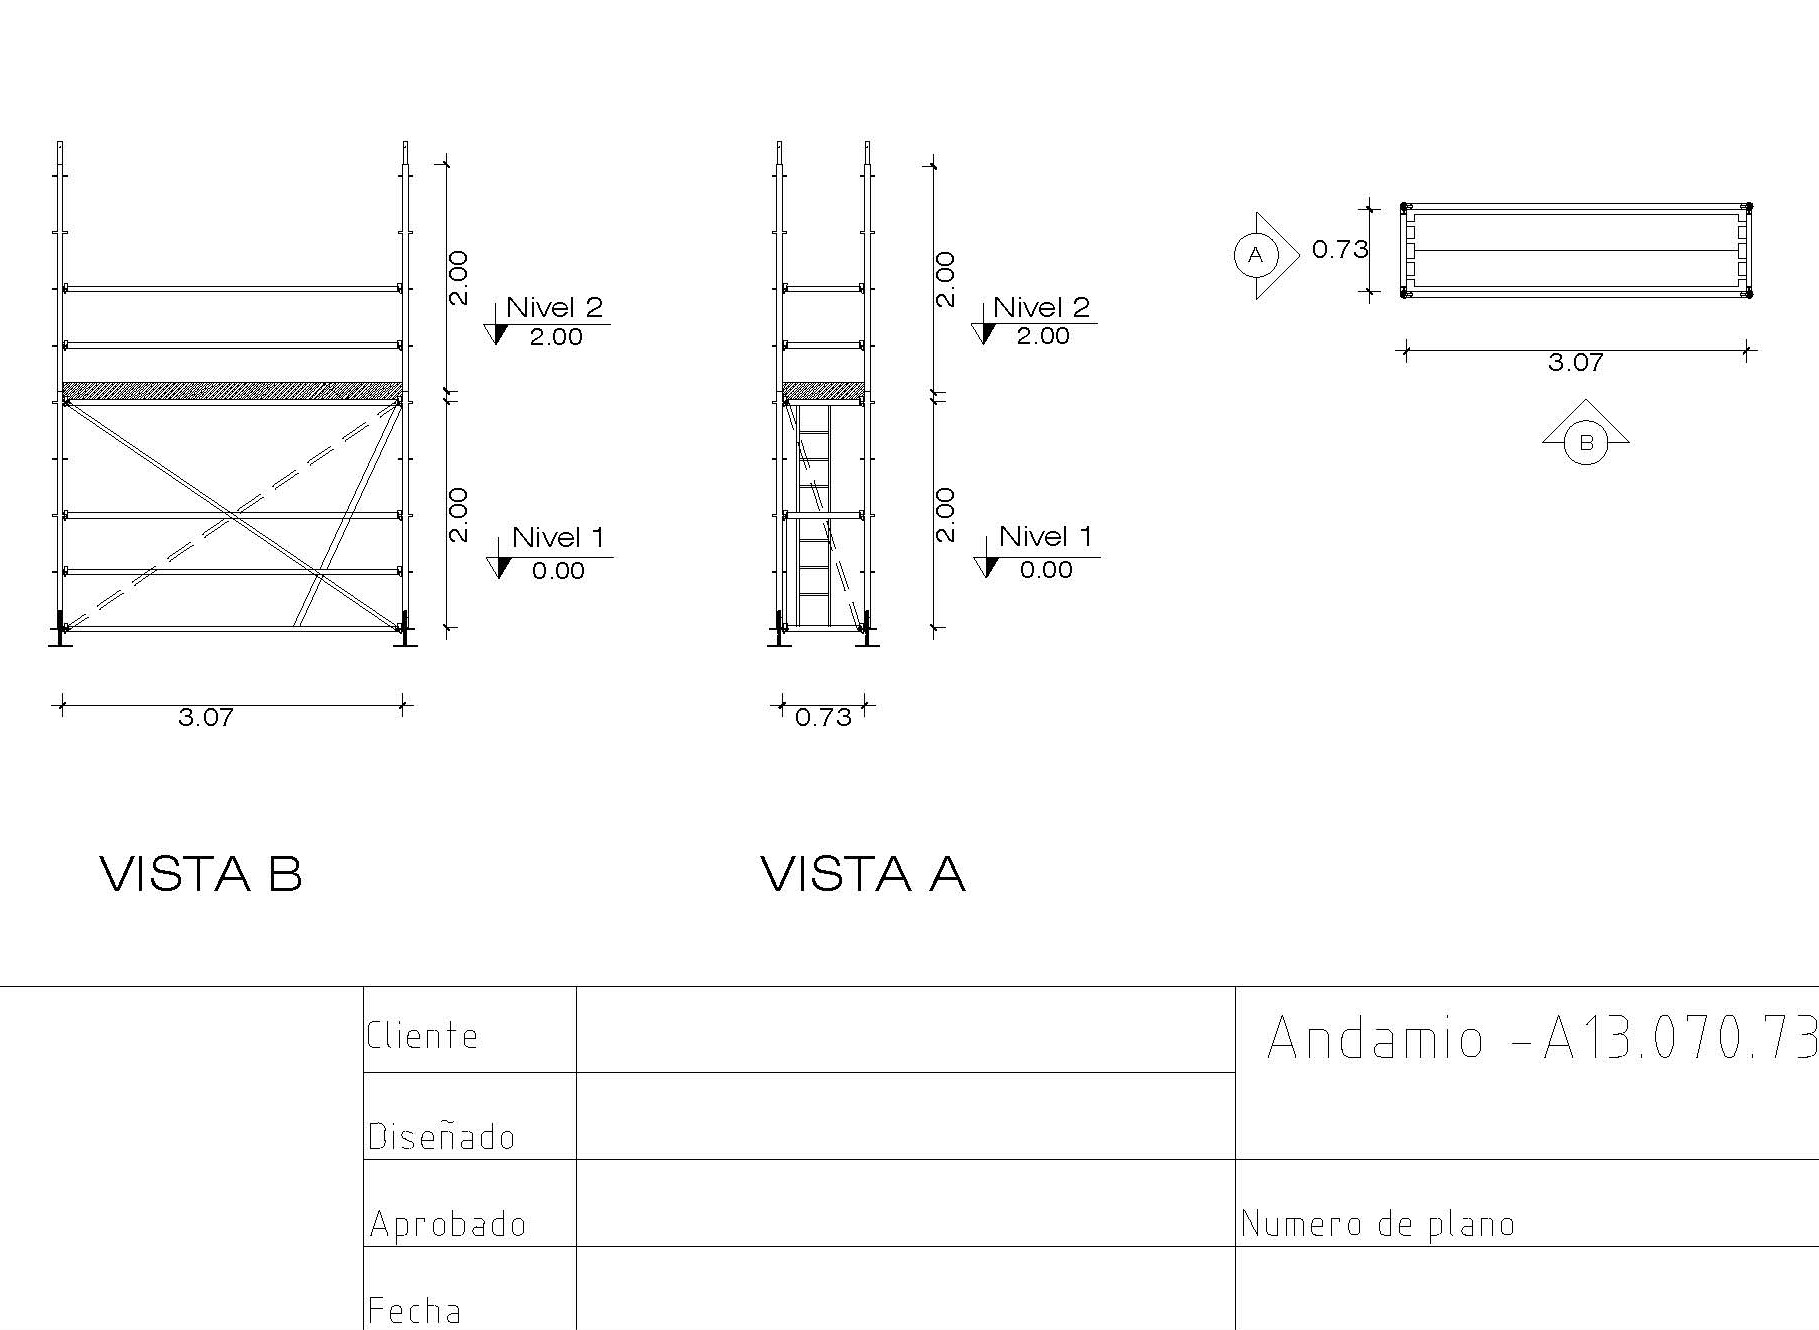 2.00
Nivel 2
2.00
2.00
Nivel 1
0.00
3.07
VISTA B
2.00
Nivel 2
2.00
2.00
Nivel 1
0.00
0.73
VISTA A
A
0.73
3.07
B
Cliente
Diseñado
Aprobado
Fecha
Andamio -A13.070.73
Numero de plano